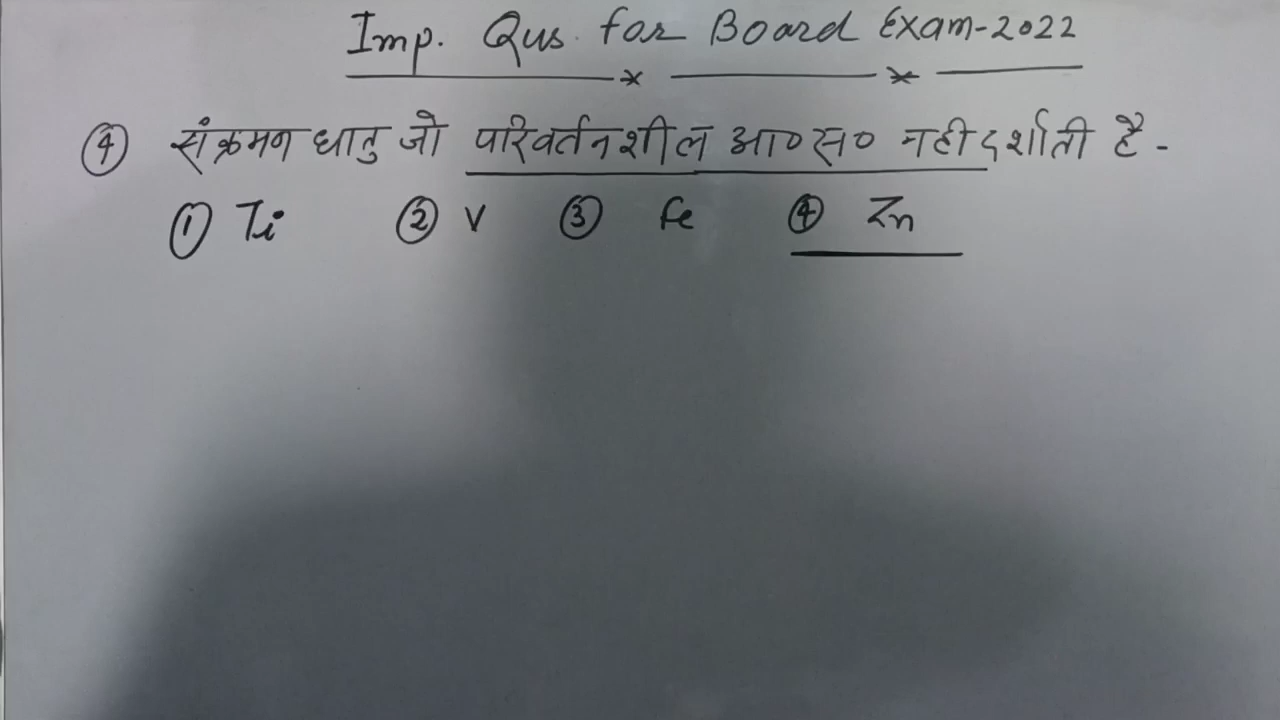 Imp. Qus. for Board Exam-2022
④ संक्रमण धातु जो परिवर्तनशील आ०स० नही दर्शाती है -
① Ti ② V ③ Fe ④ Zn